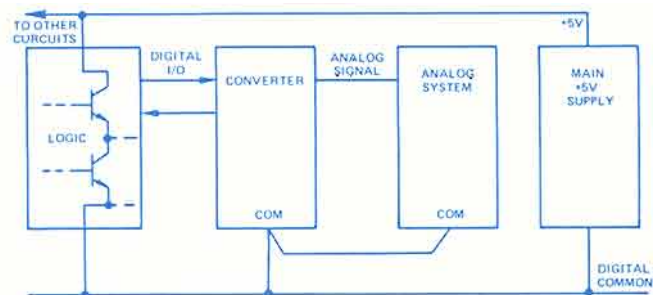 TO OTHER
CURCUITS
+5V
DIGITAL
I/O
ANALOG
SIGNAL
CONVERTER
ANALOG
SYSTEM
MAIN
+5V
SUPPLY
LOGIC
COM
COM
DIGITAL
COMMON